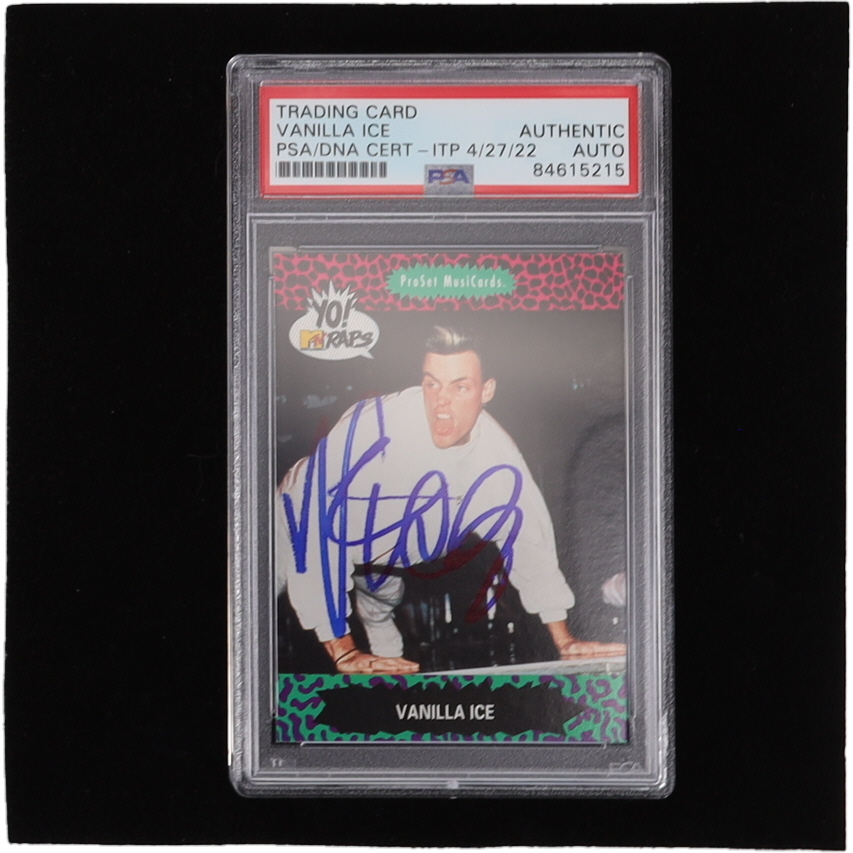 TRADING CARD
VANILLA ICE AUTHENTIC
PSA/DNA CERT – ITP 4/27/22 AUTO
PSA 84615215
ProSet MusiCards
YO!
MTV RAPS
VANILLA ICE
PSA